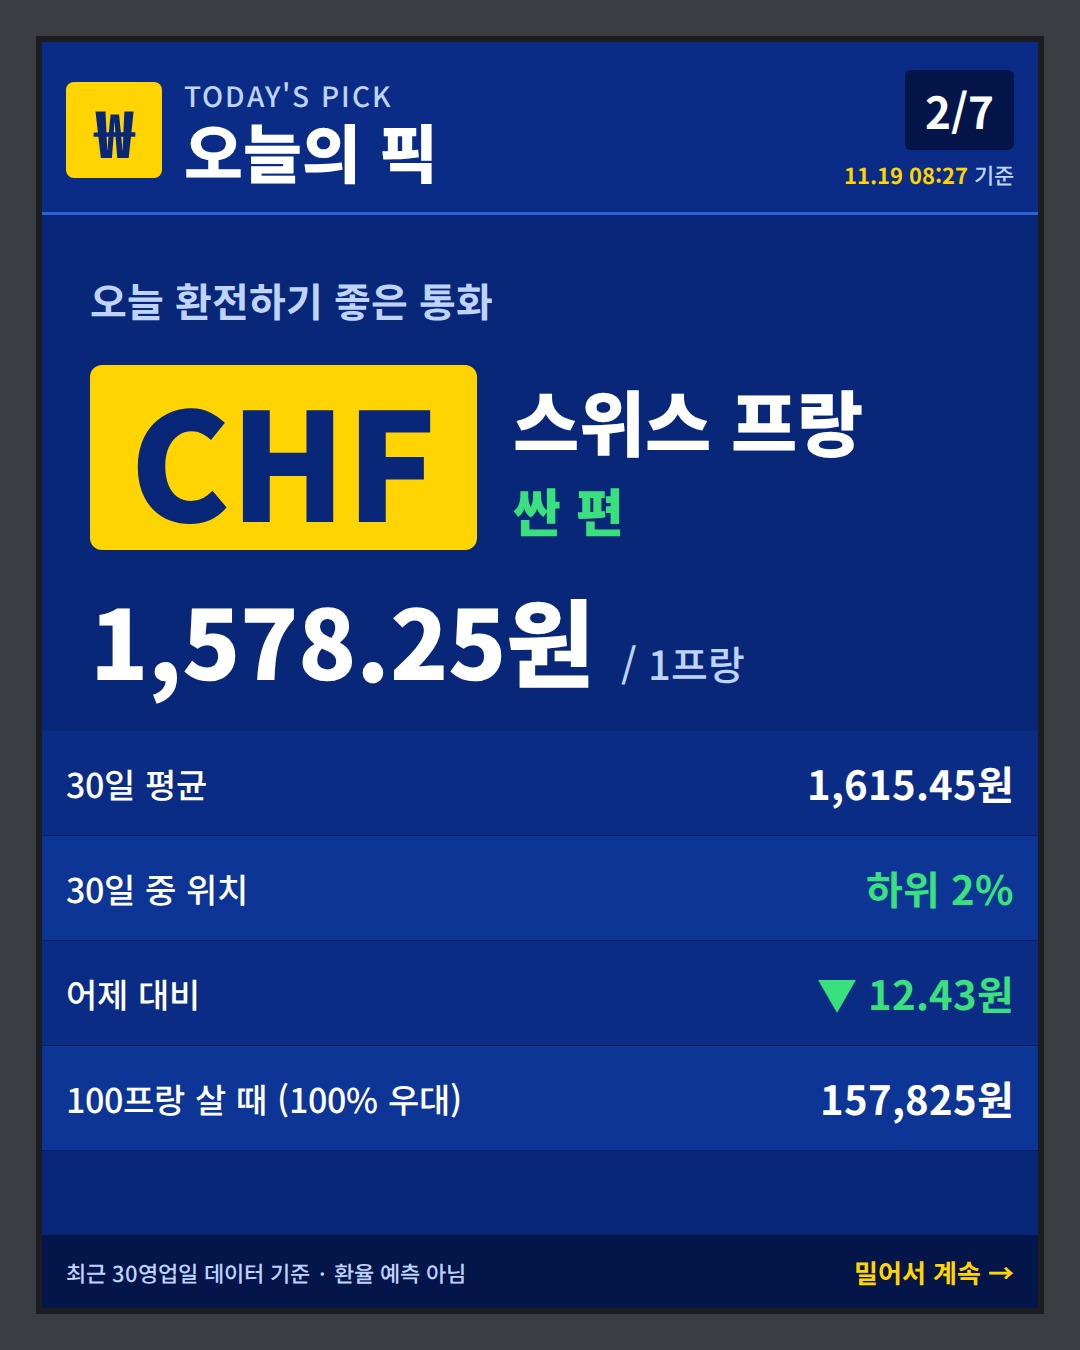 ₩
TODAY'S PICK
오늘의 픽
2/7
11.19 08:27 기준
오늘 환전하기 좋은 통화
CHF
스위스 프랑
싼 편
1,578.25원 / 1프랑
30일 평균 1,615.45원
30일 중 위치 하위 2%
어제 대비 ▼ 12.43원
100프랑 살 때 (100% 우대) 157,825원
최근 30영업일 데이터 기준 · 환율 예측 아님
밀어서 계속 →